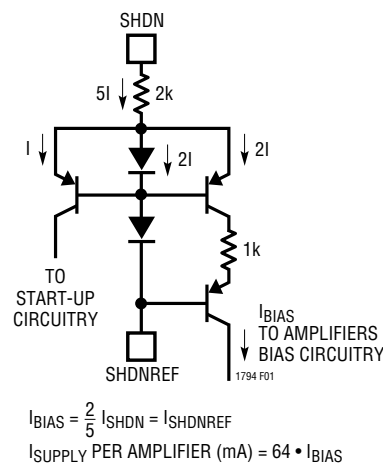 SHDN
5I
2k
I
2I
2I
1k
TO
START-UP
CIRCUITRY
IBIAS
TO AMPLIFIERS
BIAS CIRCUITRY
SHDNREF
1794 F01
IBIAS = 2/5 ISHDN = ISHDNREF
ISUPPLY PER AMPLIFIER (mA) = 64 • IBIAS